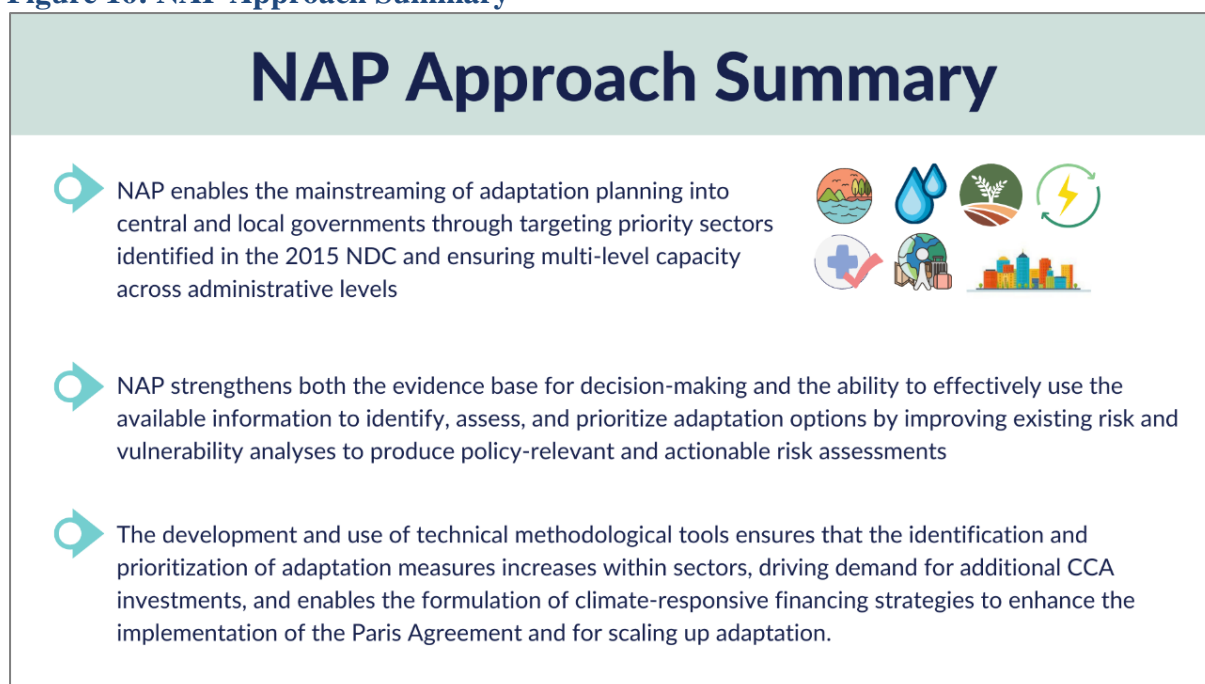 Figure 10: NAP Approach Summary
NAP Approach Summary
NAP enables the mainstreaming of adaptation planning into
central and local governments through targeting priority sectors
identified in the 2015 NDC and ensuring multi-level capacity
across administrative levels
NAP strengthens both the evidence base for decision-making and the ability to effectively use the
available information to identify, assess, and prioritize adaptation options by improving existing risk and
vulnerability analyses to produce policy-relevant and actionable risk assessments
The development and use of technical methodological tools ensures that the identification and
prioritization of adaptation measures increases within sectors, driving demand for additional CCA
investments, and enables the formulation of climate-responsive financing strategies to enhance the
implementation of the Paris Agreement and for scaling up adaptation.